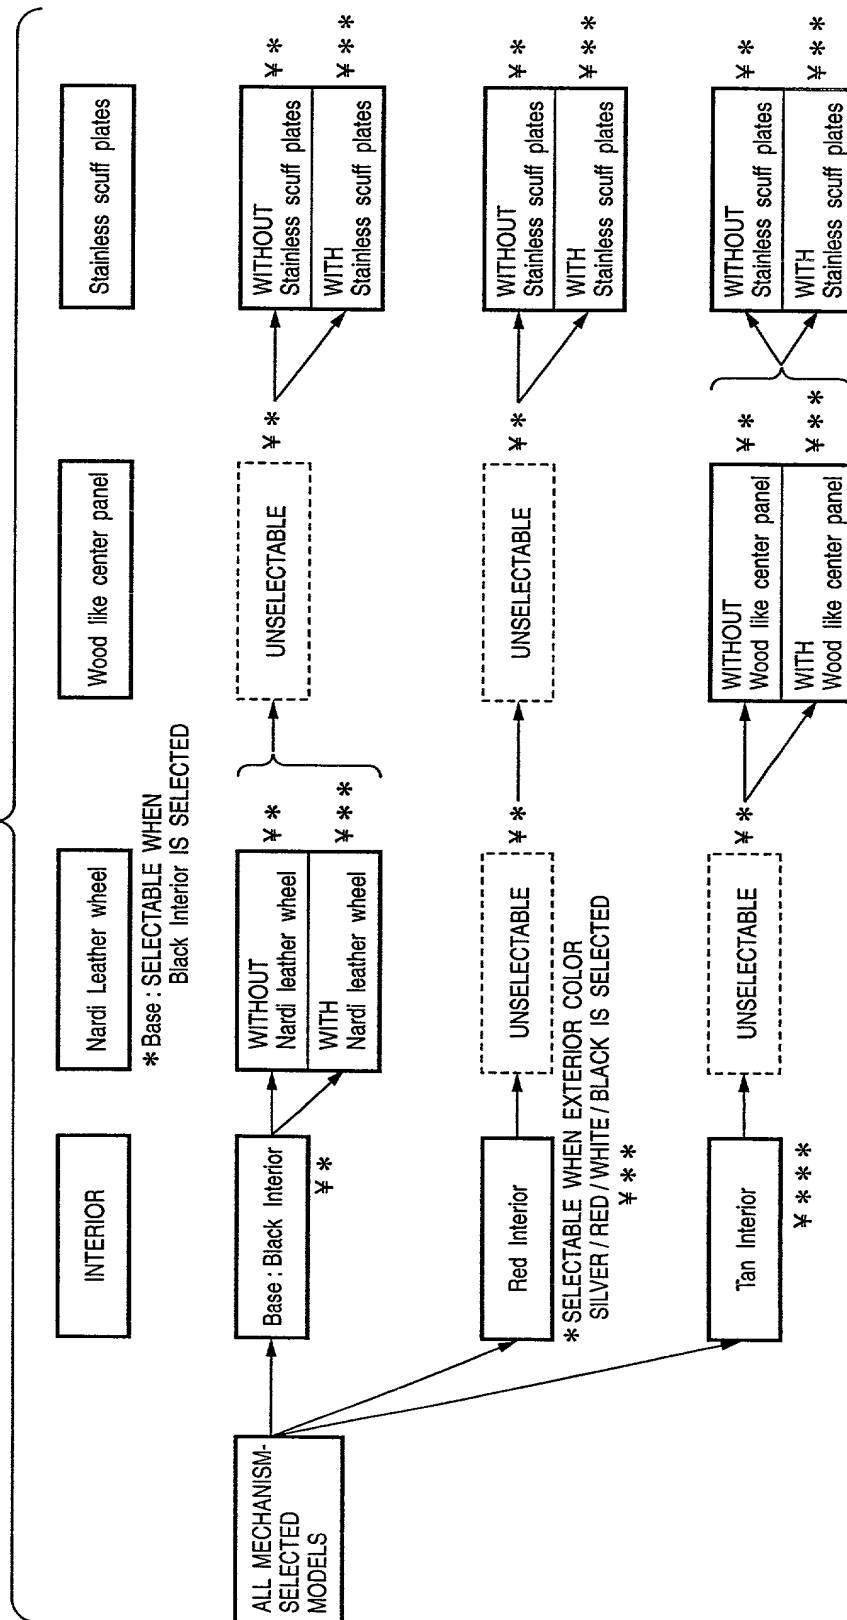 INTERIOR
Nardi Leather wheel
Wood like center panel
Stainless scuff plates
*Base : SELECTABLE WHEN
Black Interior IS SELECTED
ALL MECHANISM-
SELECTED
MODELS
Base : Black Interior
¥*
WITHOUT
Nardi leather wheel
¥*
WITH
Nardi leather wheel
¥**
UNSELECTABLE
¥*
WITHOUT
Stainless scuff plates
¥*
WITH
Stainless scuff plates
¥**
Red Interior
*SELECTABLE WHEN EXTERIOR COLOR
SILVER / RED / WHITE / BLACK IS SELECTED
¥**
UNSELECTABLE
¥*
UNSELECTABLE
¥*
WITHOUT
Stainless scuff plates
¥*
WITH
Stainless scuff plates
¥**
Tan Interior
¥***
UNSELECTABLE
¥*
WITHOUT
Wood like center panel
¥*
WITH
Wood like center panel
¥**
WITHOUT
Stainless scuff plates
¥*
WITH
Stainless scuff plates
¥**